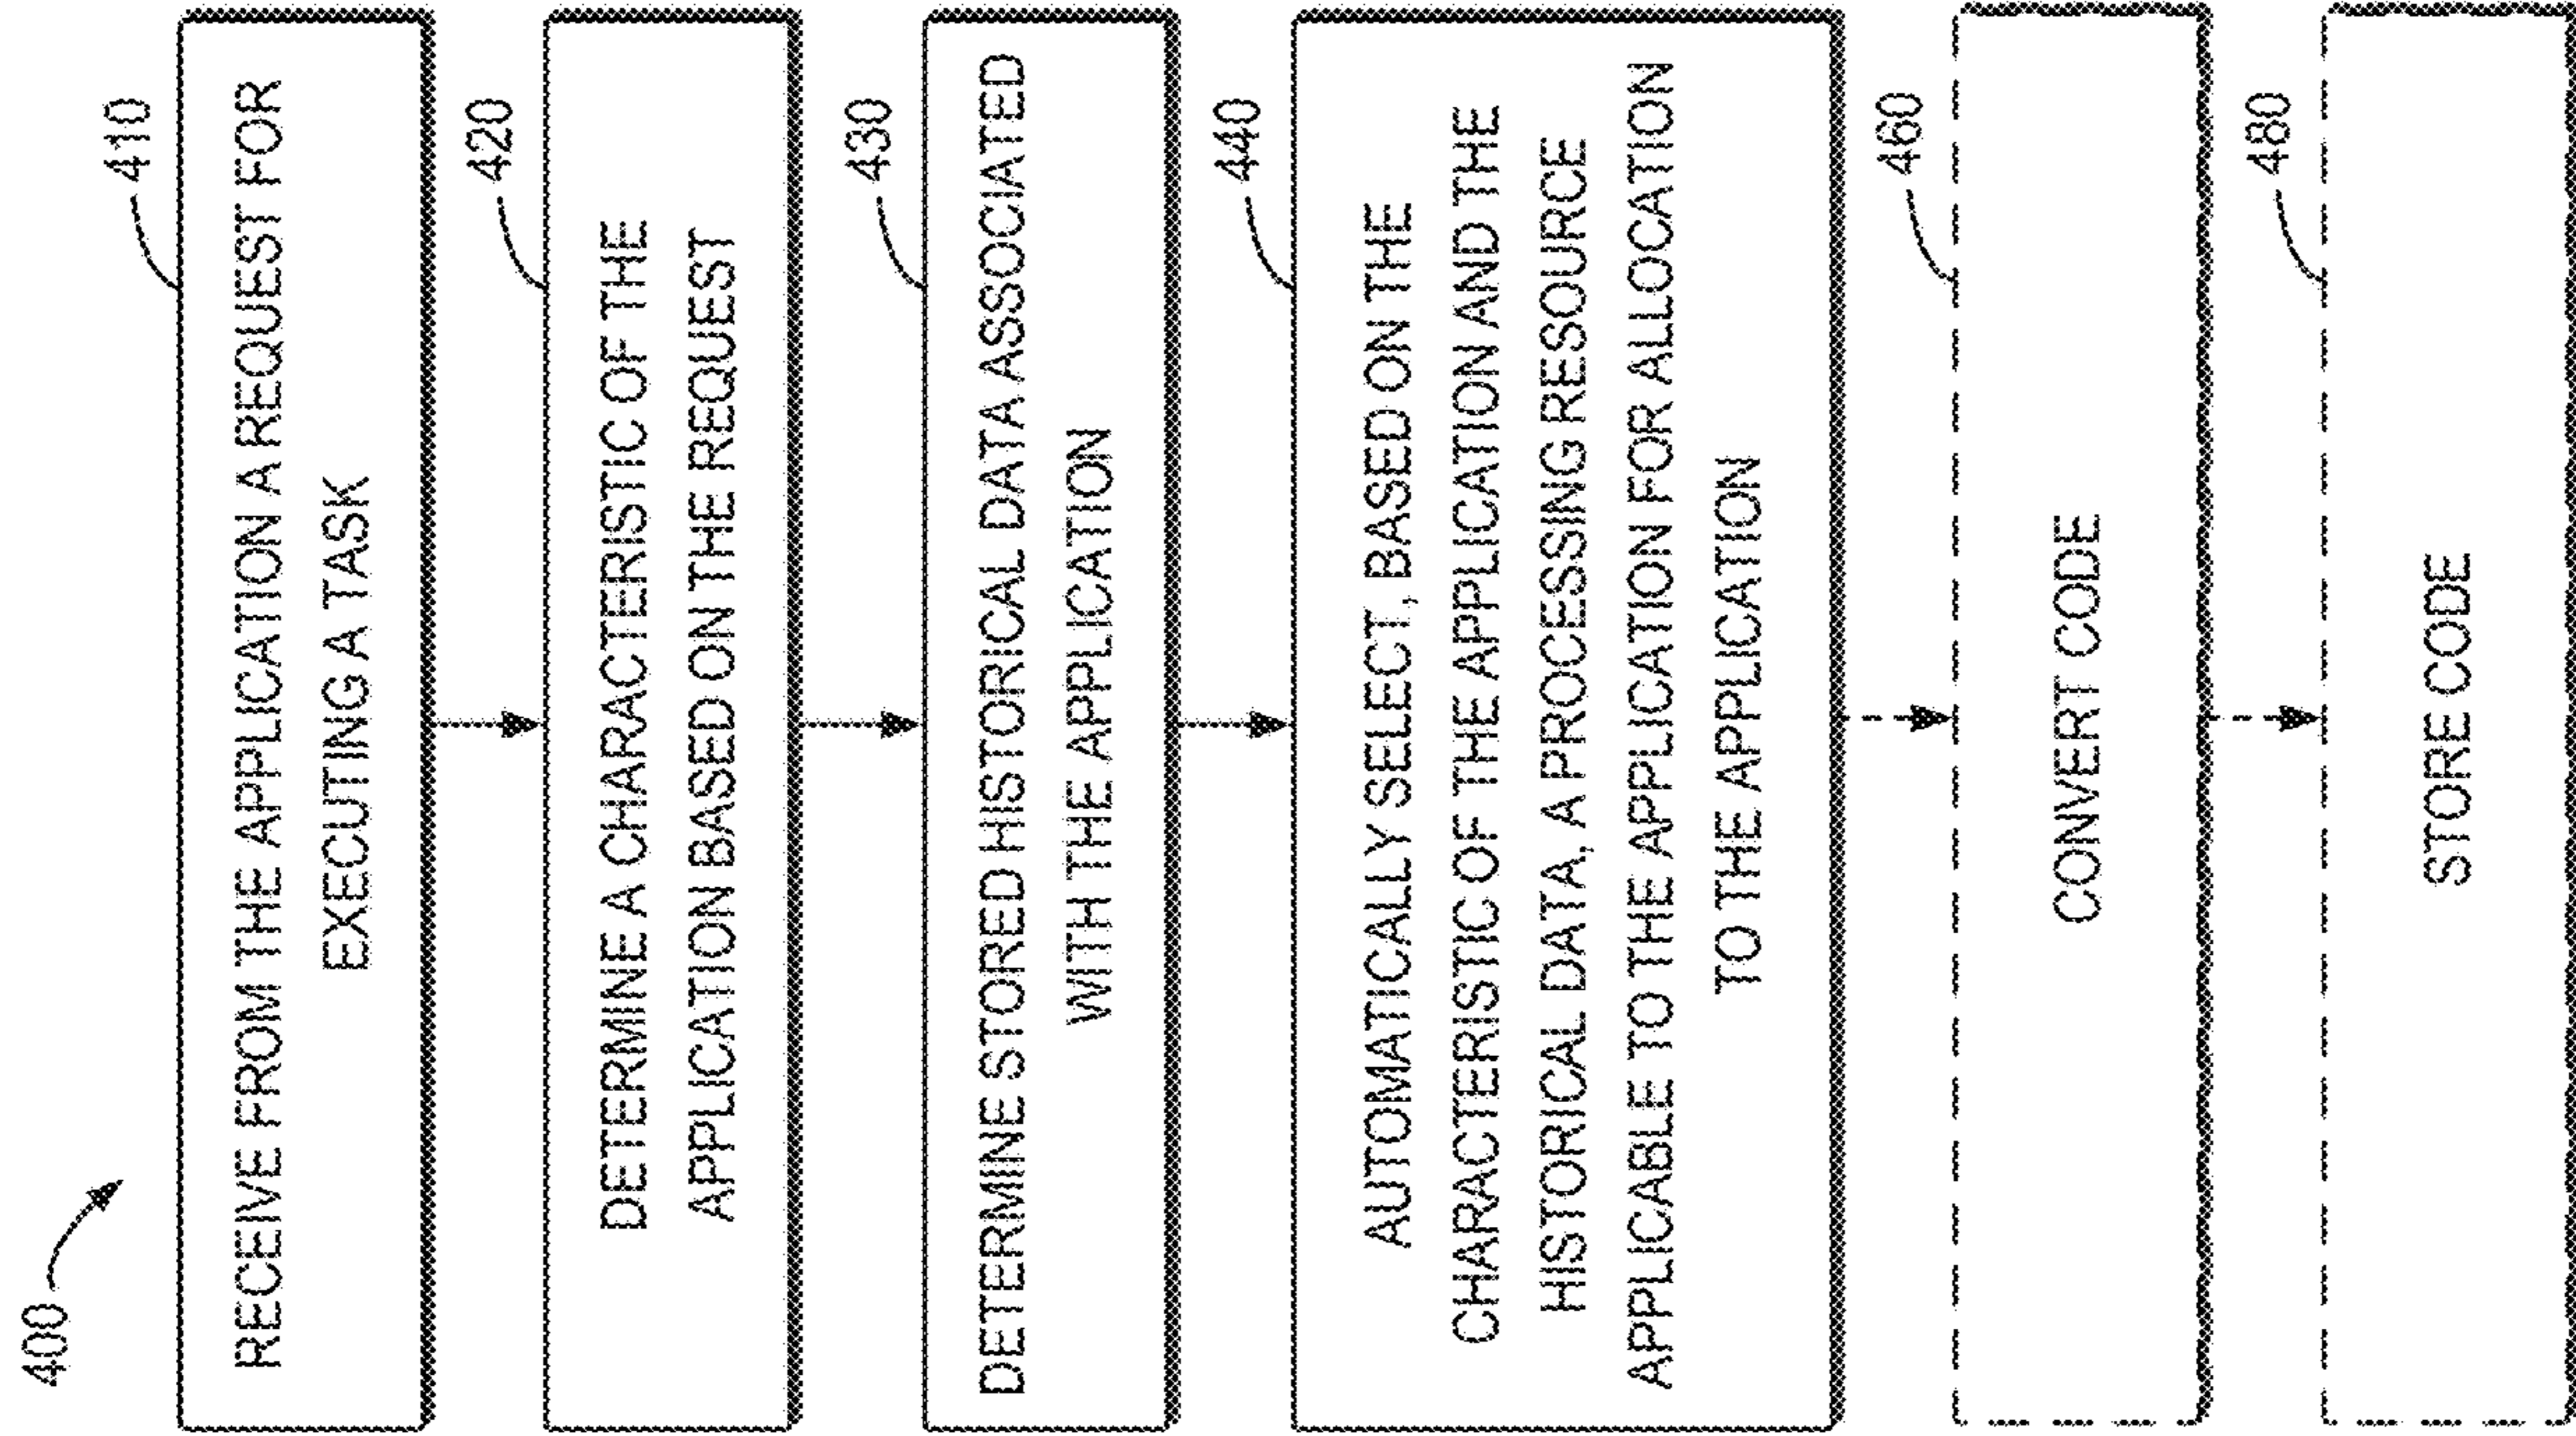 400
410
RECEIVE FROM THE APPLICATION A REQUEST FOR
EXECUTING A TASK
420
DETERMINE A CHARACTERISTIC OF THE
APPLICATION BASED ON THE REQUEST
430
DETERMINE STORED HISTORICAL DATA ASSOCIATED
WITH THE APPLICATION
440
AUTOMATICALLY SELECT, BASED ON THE
CHARACTERISTIC OF THE APPLICATION AND THE
HISTORICAL DATA, A PROCESSING RESOURCE
APPLICABLE TO THE APPLICATION FOR ALLOCATION
TO THE APPLICATION
460
CONVERT CODE
480
STORE CODE